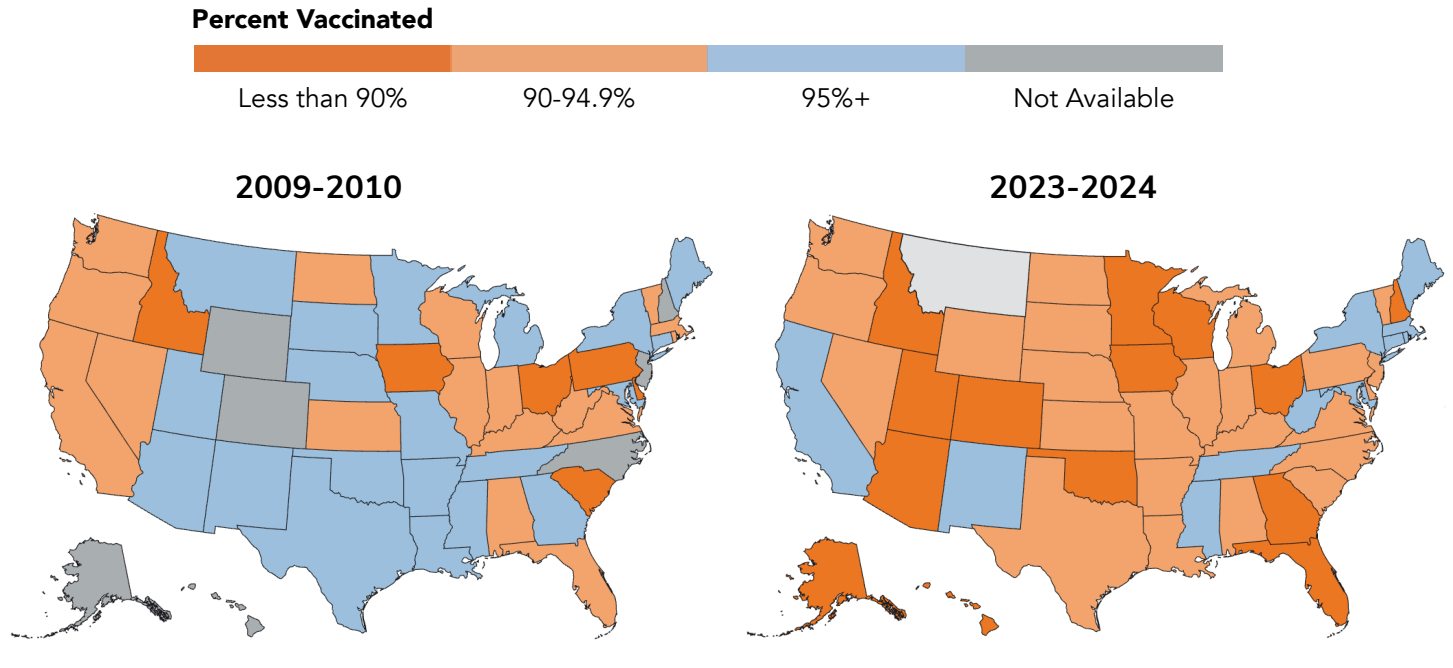 Percent Vaccinated
Less than 90% 90-94.9% 95%+ Not Available
2009-2010 2023-2024